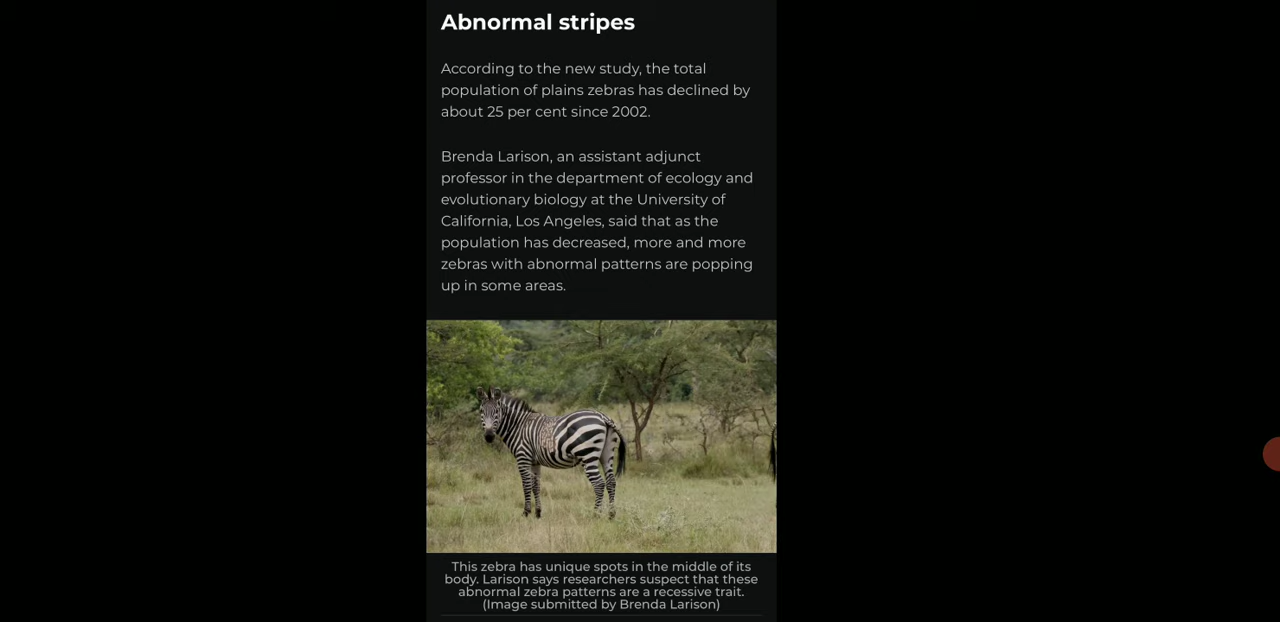 Abnormal stripes
According to the new study, the total
population of plains zebras has declined by
about 25 per cent since 2002.
Brenda Larison, an assistant adjunct
professor in the department of ecology and
evolutionary biology at the University of
California, Los Angeles, said that as the
population has decreased, more and more
zebras with abnormal patterns are popping
up in some areas.
This zebra has unique spots in the middle of its
body. Larison says researchers suspect that these
abnormal zebra patterns are a recessive trait.
(Image submitted by Brenda Larison)